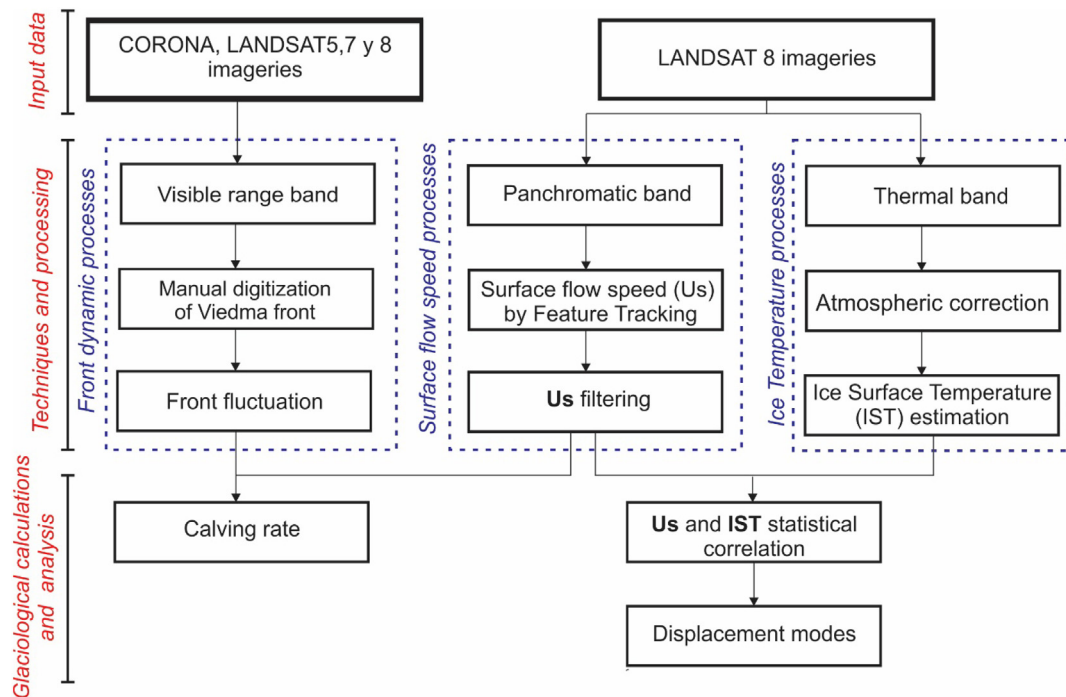 Input data
CORONA, LANDSAT5,7 y 8
imageries
LANDSAT 8 imageries
Techniques and processing
Front dynamic processes
Visible range band
Manual digitization
of Viedma front
Front fluctuation
Surface flow speed processes
Panchromatic band
Surface flow speed (Us)
by Feature Tracking
Us filtering
Ice Temperature processes
Thermal band
Atmospheric correction
Ice Surface Temperature
(IST) estimation
Glaciological calculations
and analysis
Calving rate
Us and IST statistical
correlation
Displacement modes